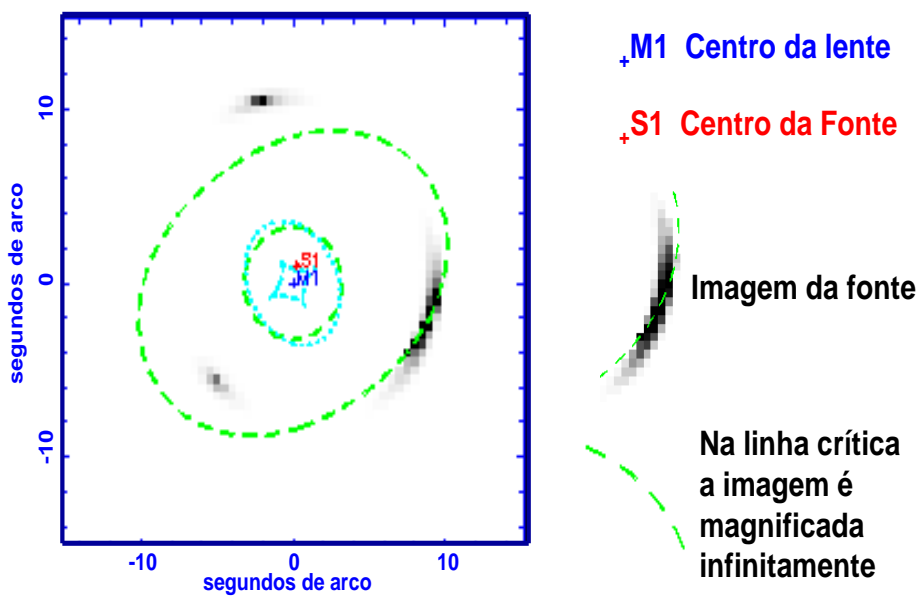 segundos de arco
10
0
-10
-10
0
10
segundos de arco
S1
M1
+M1 Centro da lente
+S1 Centro da Fonte
Imagem da fonte
Na linha crítica
a imagem é
magnificada
infinitamente